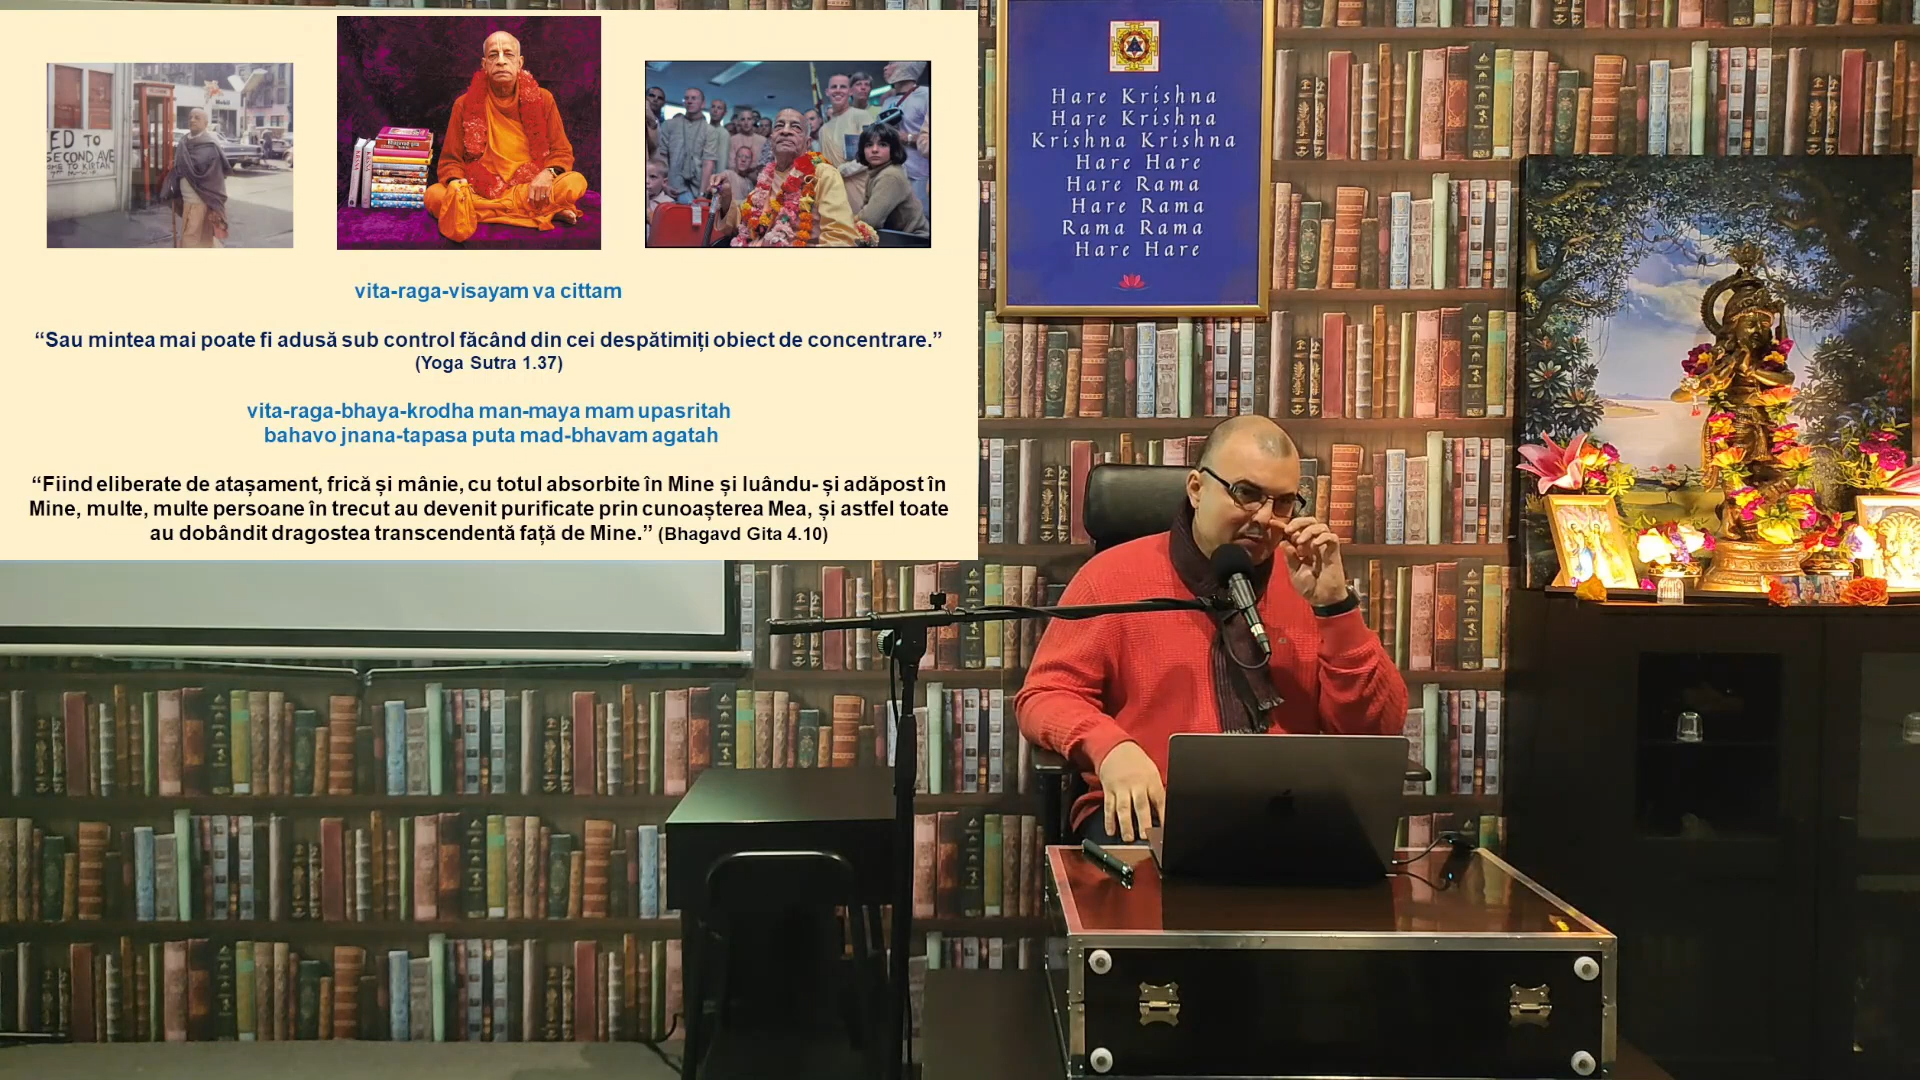 ED TO
SECOND AVE
vita-raga-visayam va cittam
“Sau mintea mai poate fi adusă sub control făcând din cei despătimiți obiect de concentrare.”
(Yoga Sutra 1.37)
vita-raga-bhaya-krodha man-maya mam upasritah
bahavo jnana-tapasa puta mad-bhavam agatah
“Fiind eliberate de atașament, frică și mânie, cu totul absorbite în Mine și luându- și adăpost în
Mine, multe, multe persoane în trecut au devenit purificate prin cunoașterea Mea, și astfel toate
au dobândit dragostea transcendentă față de Mine.” (Bhagavd Gita 4.10)
Hare Krishna
Hare Krishna
Krishna Krishna
Hare Hare
Hare Rama
Hare Rama
Rama Rama
Hare Hare